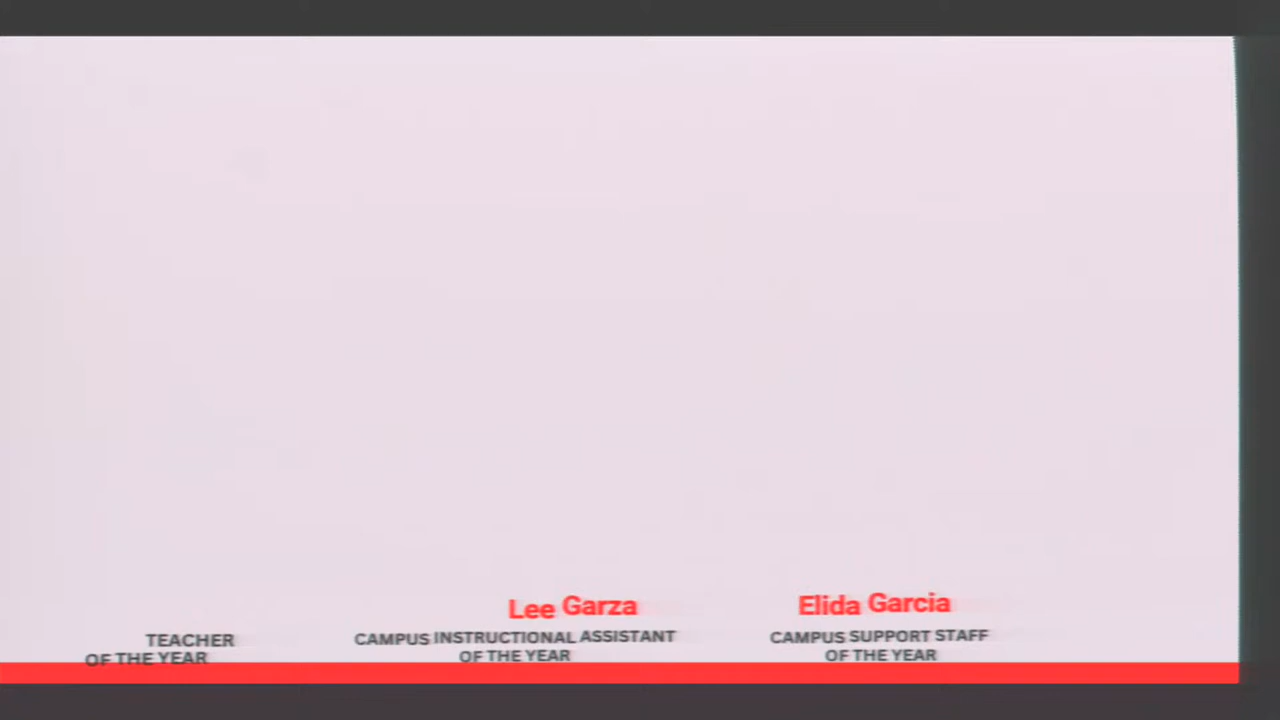 Lee Garza
Elida Garcia
TEACHER
OF THE YEAR
CAMPUS INSTRUCTIONAL ASSISTANT
OF THE YEAR
CAMPUS SUPPORT STAFF
OF THE YEAR